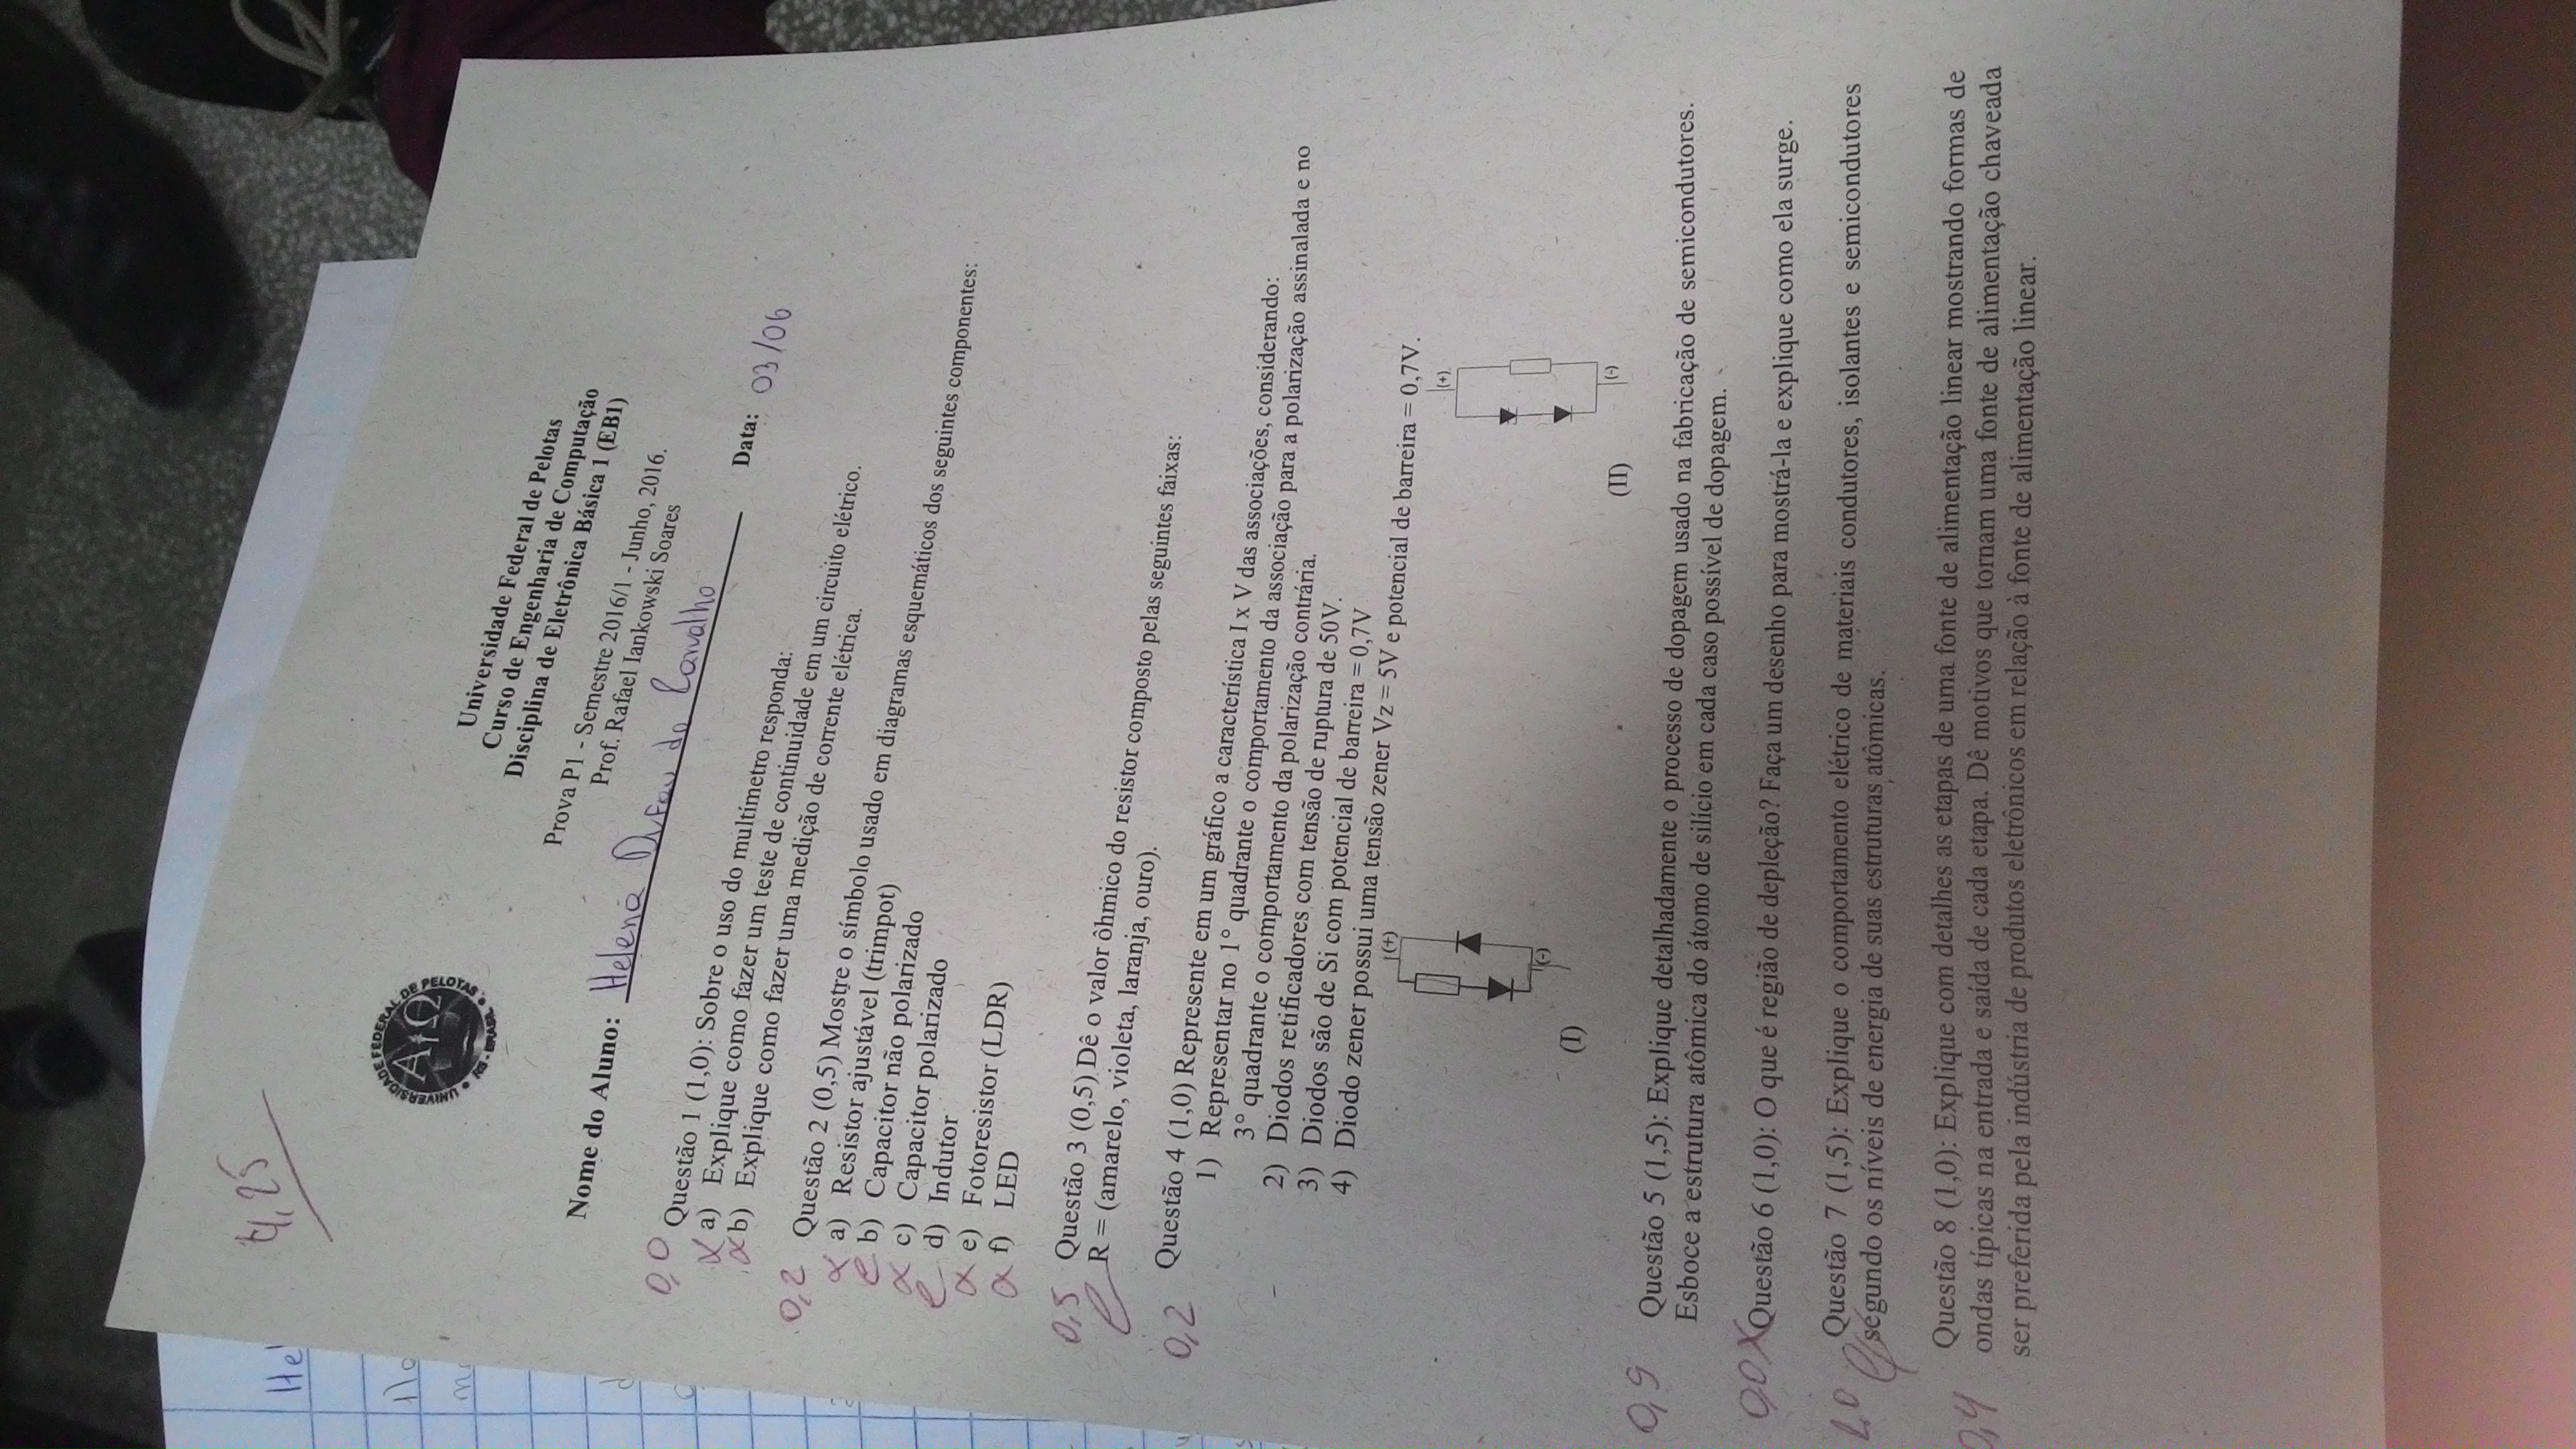 4,25
UNIVERSIDADE FEDERAL DE PELOTAS
RS - BRASIL
Universidade Federal de Pelotas
Curso de Engenharia de Computação
Disciplina de Eletrônica Básica 1 (EB1)
Prova P1 - Semestre 2016/1 - Junho, 2016.
Prof. Rafael Iankowski Soares
Nome do Aluno: Helena Carvalho Data: 03/06
0,0 Questão 1 (1,0): Sobre o uso do multímetro responda:
a) Explique como fazer um teste de continuidade em um circuito elétrico.
b) Explique como fazer uma medição de corrente elétrica.
0,2 Questão 2 (0,5) Mostre o símbolo usado em diagramas esquemáticos dos seguintes componentes:
a) Resistor ajustável (trimpot)
b) Capacitor não polarizado
c) Capacitor polarizado
d) Indutor
e) Fotoresistor (LDR)
f) LED
0,5 Questão 3 (0,5) Dê o valor ôhmico do resistor composto pelas seguintes faixas:
R = (amarelo, violeta, laranja, ouro).
0,2 Questão 4 (1,0) Represente em um gráfico a característica I x V das associações, considerando:
1) Representar no 1° quadrante o comportamento da associação para a polarização assinalada e no
3° quadrante o comportamento da polarização contrária.
2) Diodos retificadores com tensão de ruptura de 50V.
3) Diodos são de Si com potencial de barreira = 0,7V
4) Diodo zener possui uma tensão zener Vz = 5V e potencial de barreira = 0,7V.
(+)
(-)
(I)
(+)
(-)
(II)
0,9 Questão 5 (1,5): Explique detalhadamente o processo de dopagem usado na fabricação de semicondutores.
Esboce a estrutura atômica do átomo de silício em cada caso possível de dopagem.
0,0 X Questão 6 (1,0): O que é região de depleção? Faça um desenho para mostrá-la e explique como ela surge.
1,0 Questão 7 (1,5): Explique o comportamento elétrico de materiais condutores, isolantes e semicondutores
segundo os níveis de energia de suas estruturas atômicas.
0,4 Questão 8 (1,0): Explique com detalhes as etapas de uma fonte de alimentação linear mostrando formas de
ondas típicas na entrada e saída de cada etapa. Dê motivos que tornam uma fonte de alimentação chaveada
ser preferida pela indústria de produtos eletrônicos em relação à fonte de alimentação linear.